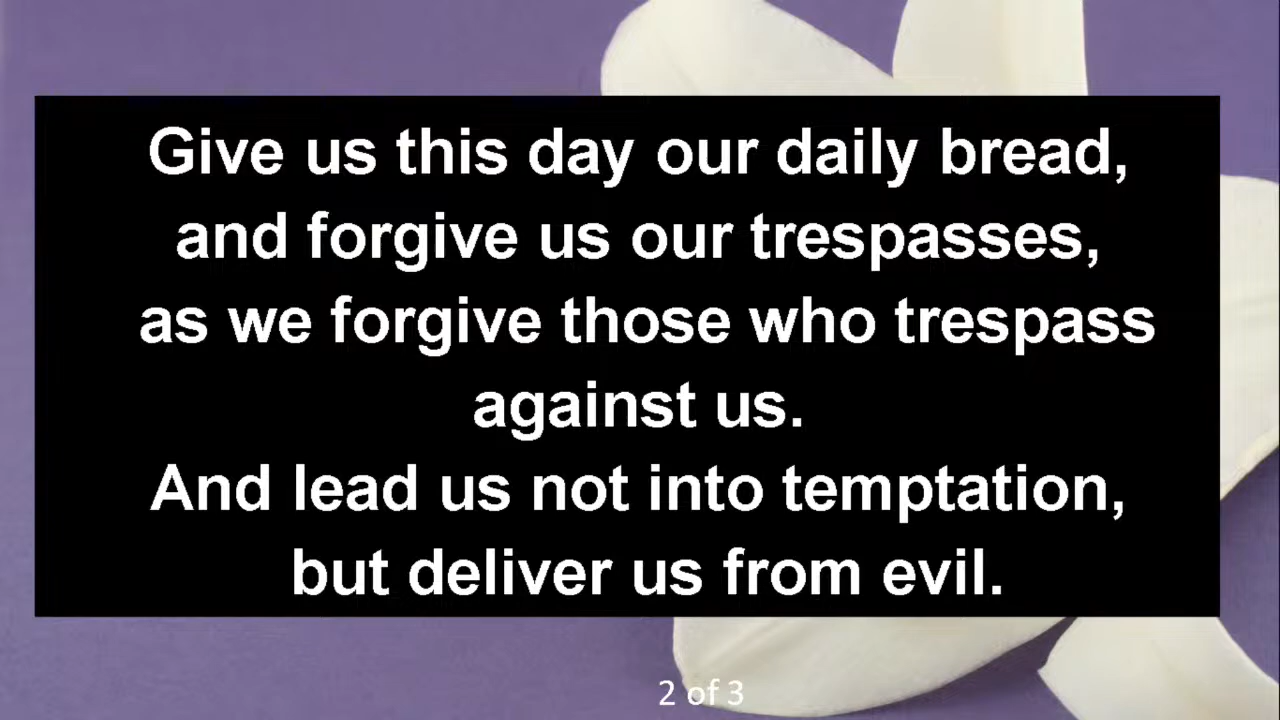 Give us this day our daily bread,
and forgive us our trespasses,
as we forgive those who trespass
against us.
And lead us not into temptation,
but deliver us from evil.
2 of 3